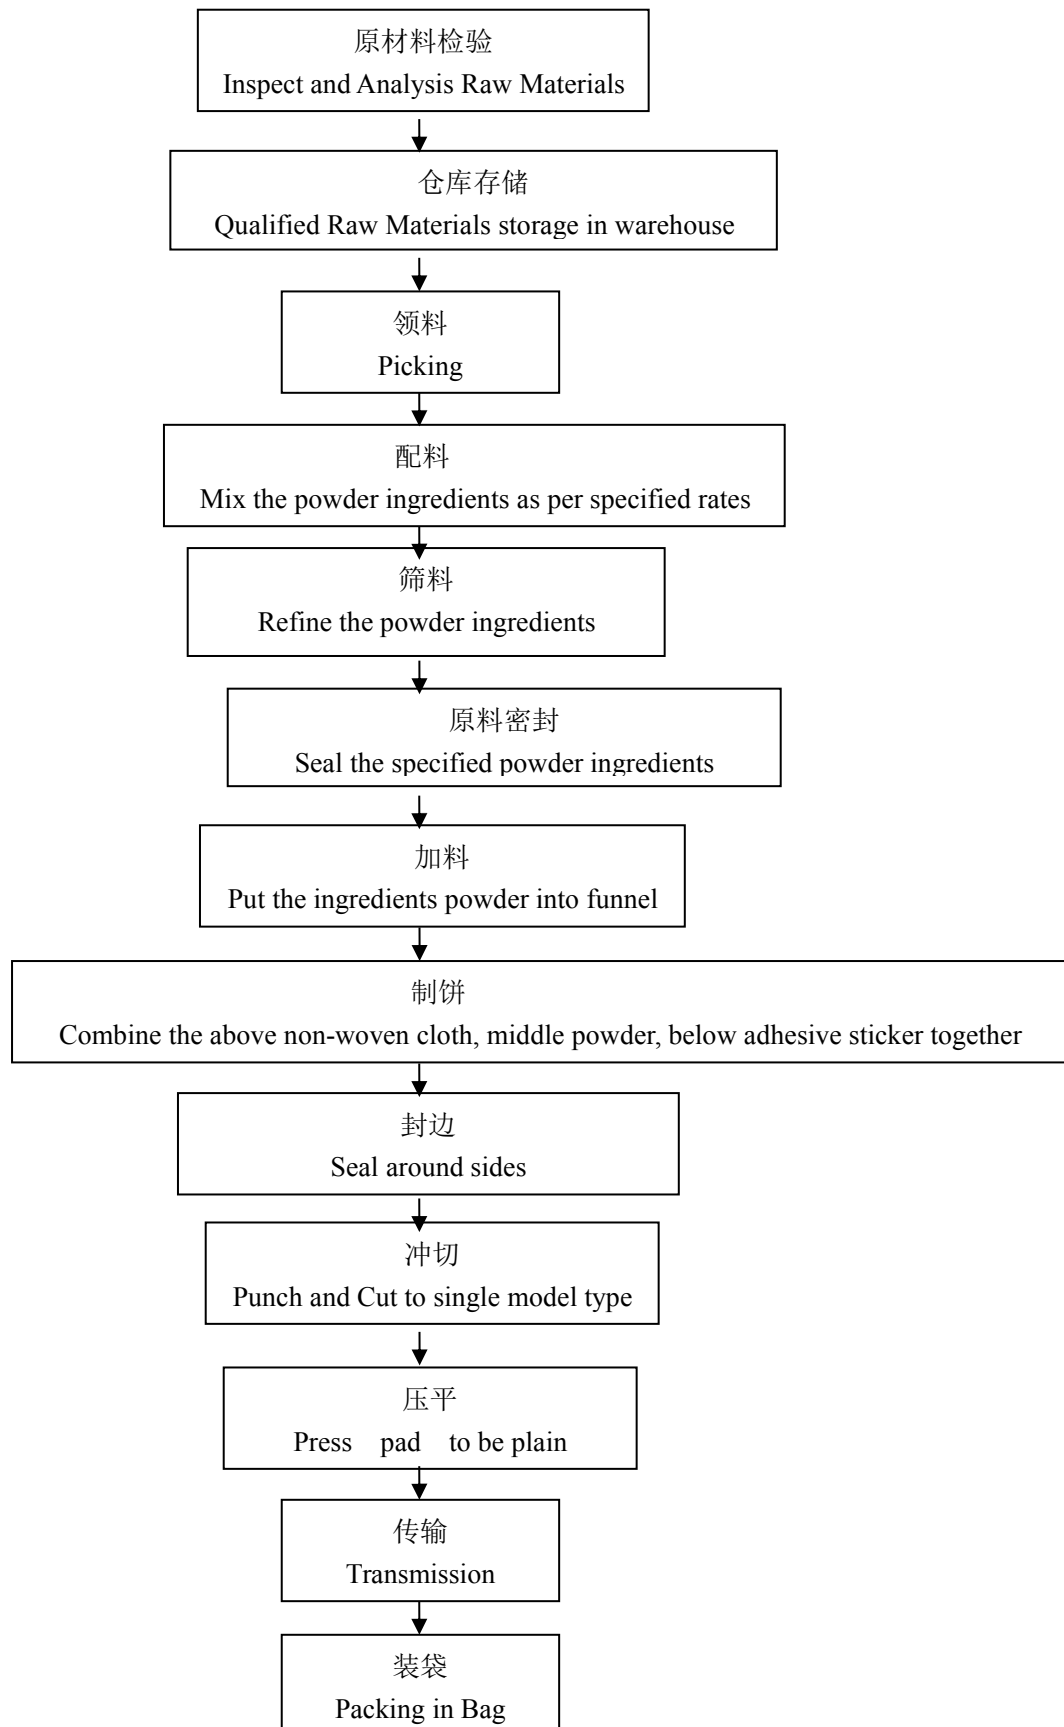 原材料检验
Inspect and Analysis Raw Materials
仓库存储
Qualified Raw Materials storage in warehouse
领料
Picking
配料
Mix the powder ingredients as per specified rates
筛料
Refine the powder ingredients
原料密封
Seal the specified powder ingredients
加料
Put the ingredients powder into funnel
制饼
Combine the above non-woven cloth, middle powder, below adhesive sticker together
封边
Seal around sides
冲切
Punch and Cut to single model type
压平
Press pad to be plain
传输
Transmission
装袋
Packing in Bag